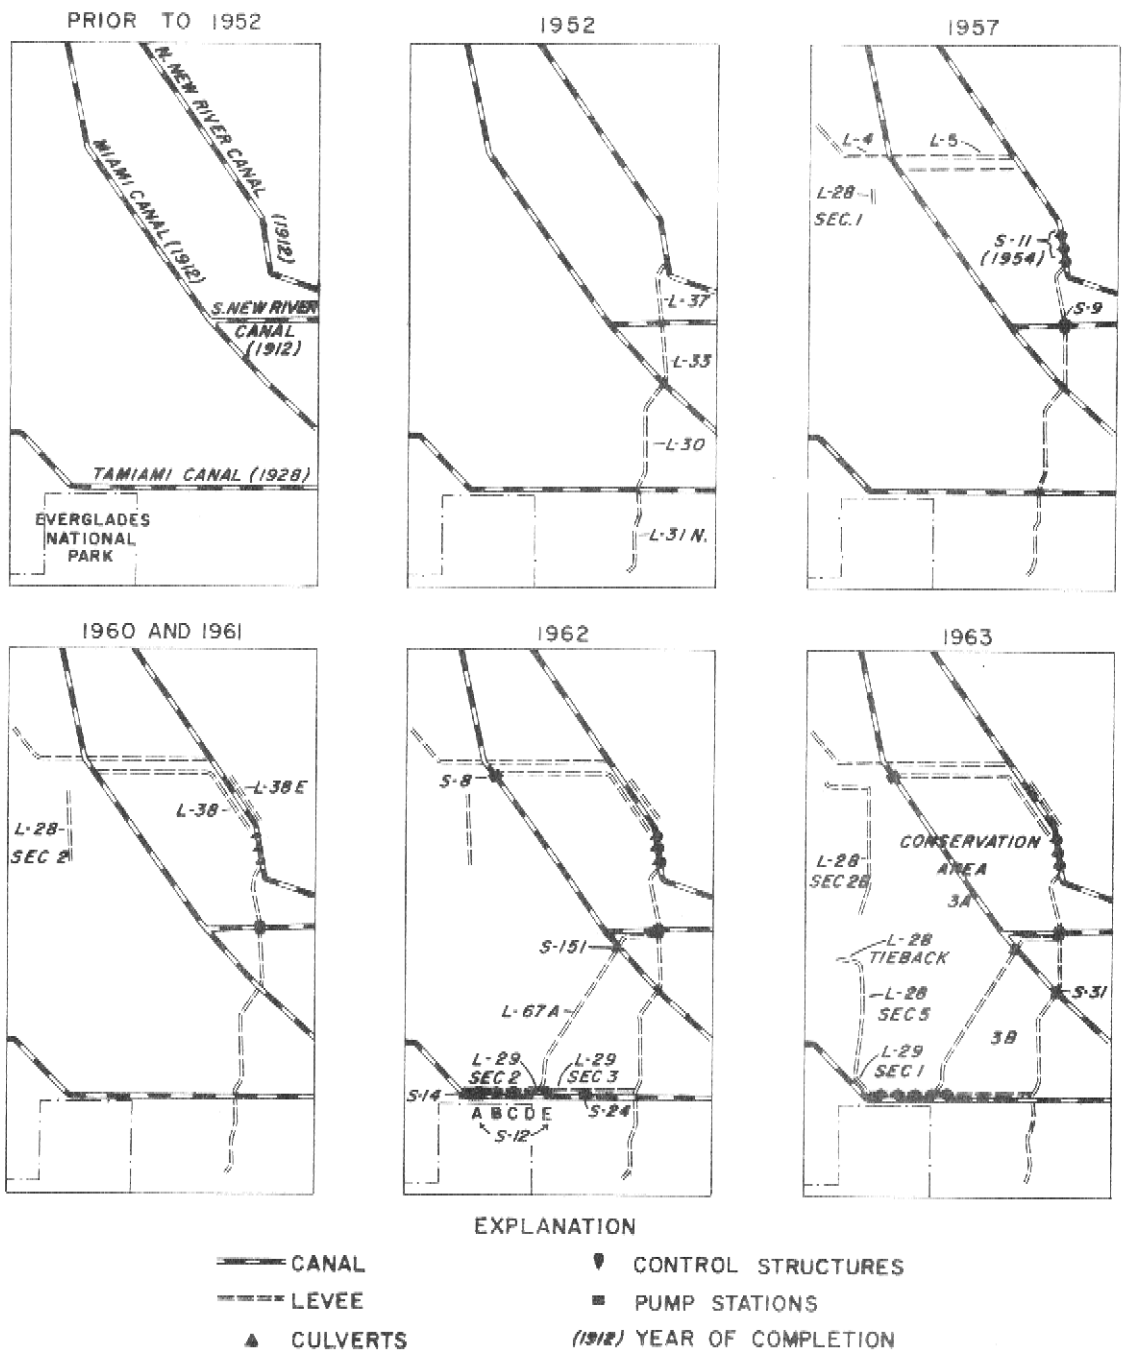 PRIOR TO 1952
N. NEW RIVER CANAL
(1912)
MIAMI CANAL (1912)
S. NEW RIVER
CANAL
(1912)
TAMIAMI CANAL (1928)
EVERGLADES
NATIONAL
PARK
1952
L-37
L-33
L-30
L-31 N.
1957
L-4
L-5
L-28
SEC. 1
S-11
(1954)
S-9
1960 AND 1961
L-38 E
L-38
L-28
SEC 2
1962
S-8
S-151
L-67A
L-29
SEC 2
L-29
SEC 3
S-14
A B C D E
S-12
S-24
1963
CONSERVATION
AREA
3A
L-28
SEC 2B
L-28
TIEBACK
L-28
SEC 5
S-31
3B
L-29
SEC 1
EXPLANATION
CANAL
CONTROL STRUCTURES
LEVEE
PUMP STATIONS
CULVERTS
(1912) YEAR OF COMPLETION